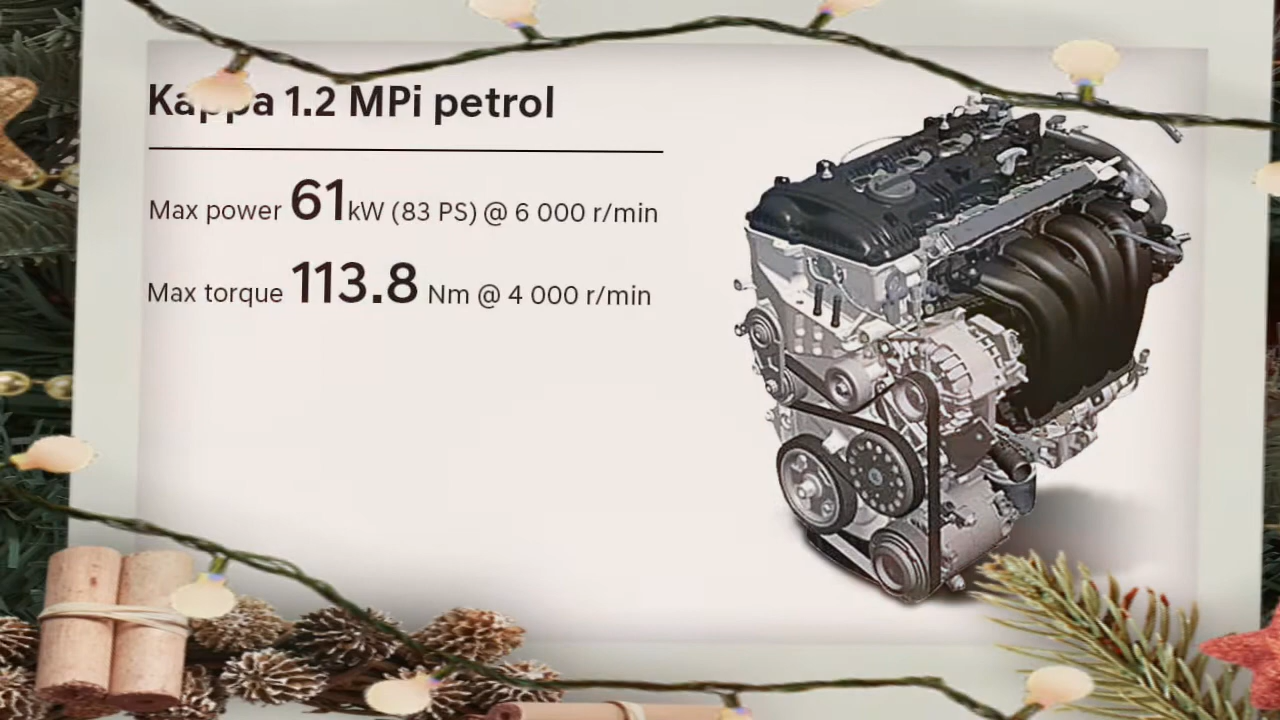 Kappa 1.2 MPi petrol
Max power 61kW (83 PS) @ 6 000 r/min
Max torque 113.8 Nm @ 4 000 r/min